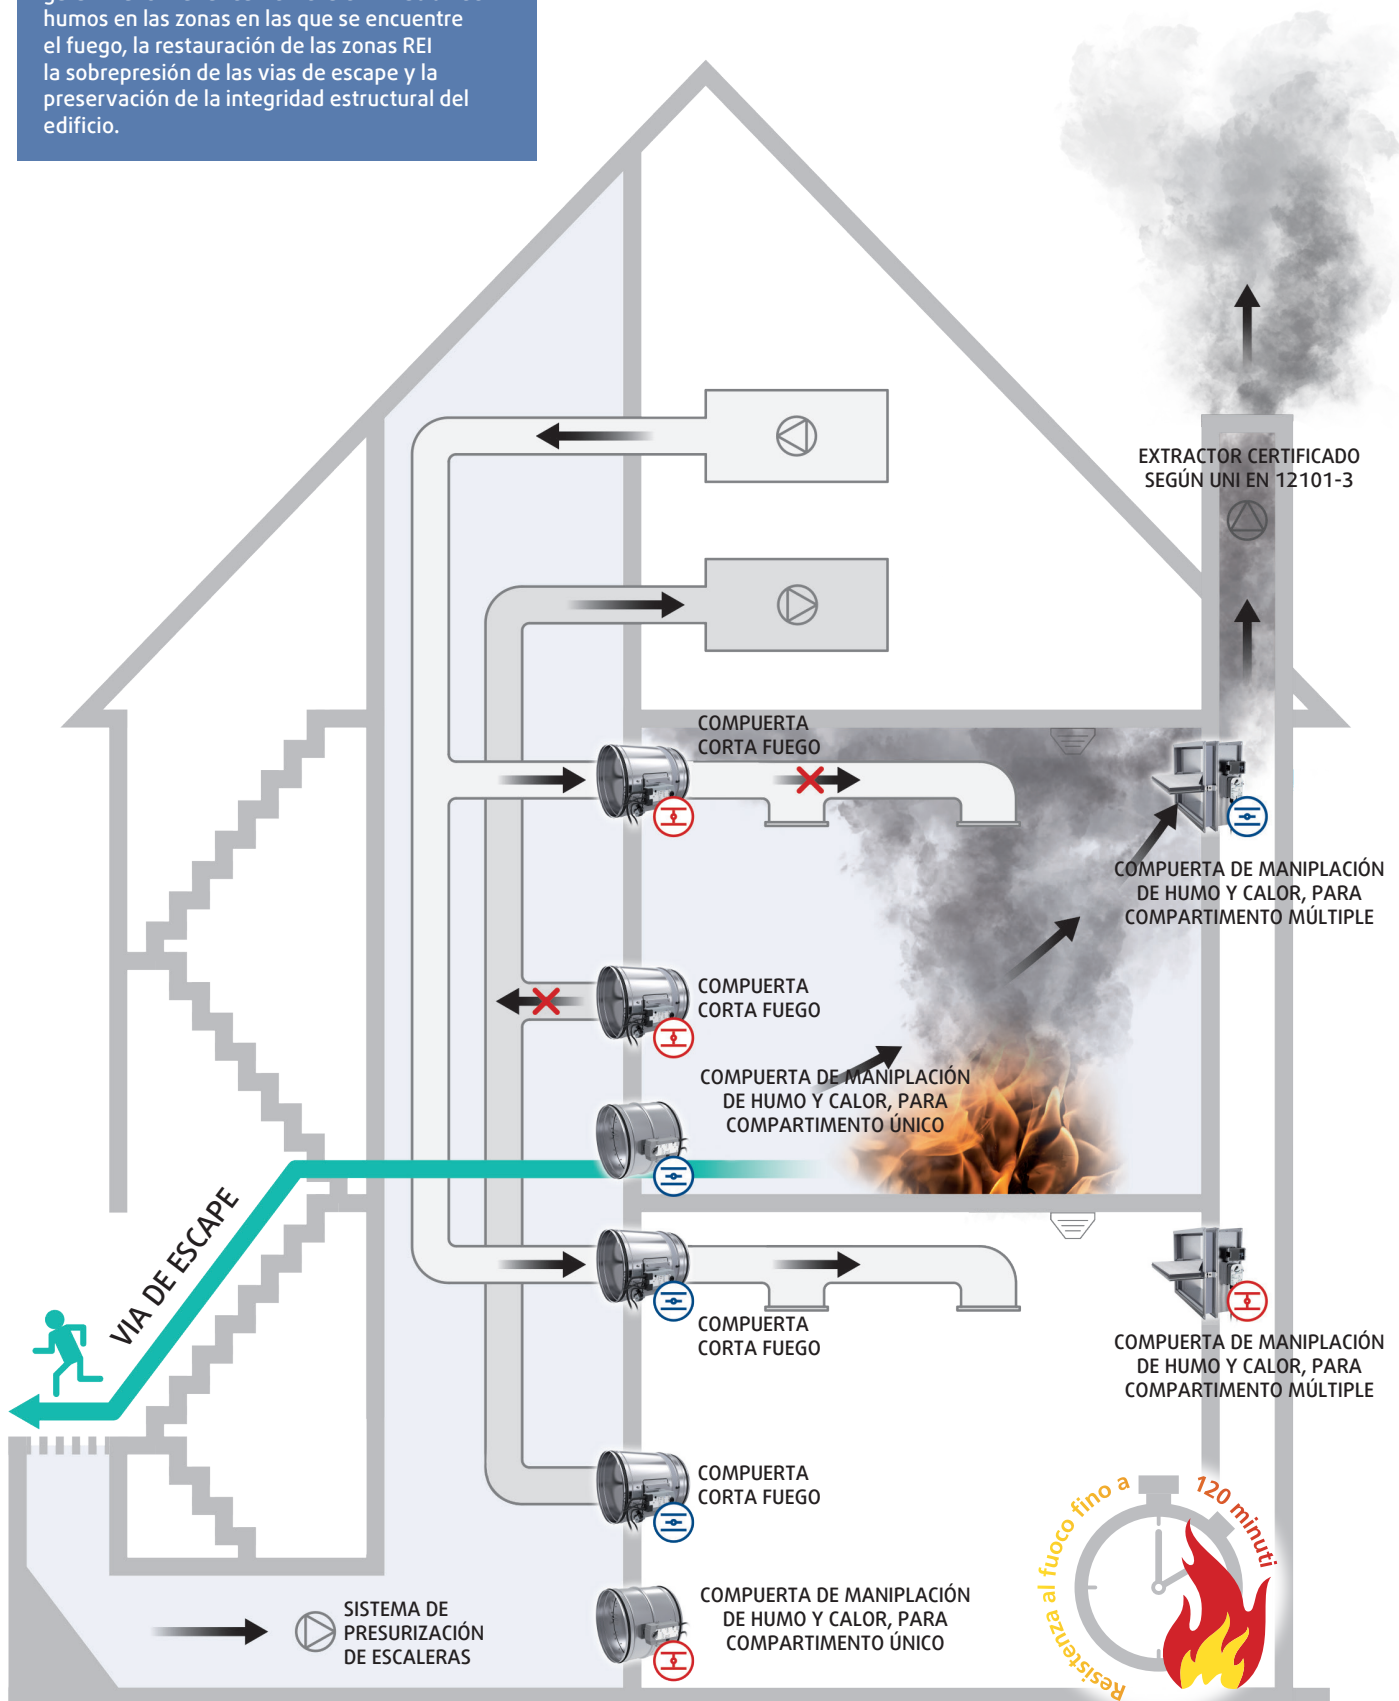 humos en las zonas en las que se encuentre
el fuego, la restauración de las zonas REI
la sobrepresión de las vias de escape y la
preservación de la integridad estructural del
edificio.
EXTRACTOR CERTIFICADO
SEGÚN UNI EN 12101-3
COMPUERTA
CORTA FUEGO
COMPUERTA DE MANIPLACIÓN
DE HUMO Y CALOR, PARA
COMPARTIMENTO MÚLTIPLE
COMPUERTA
CORTA FUEGO
COMPUERTA DE MANIPLACIÓN
DE HUMO Y CALOR, PARA
COMPARTIMENTO ÚNICO
VIA DE ESCAPE
COMPUERTA
CORTA FUEGO
COMPUERTA DE MANIPLACIÓN
DE HUMO Y CALOR, PARA
COMPARTIMENTO MÚLTIPLE
COMPUERTA
CORTA FUEGO
Resistenza al fuoco fino a 120 minuti
SISTEMA DE
PRESURIZACIÓN
DE ESCALERAS
COMPUERTA DE MANIPLACIÓN
DE HUMO Y CALOR, PARA
COMPARTIMENTO ÚNICO